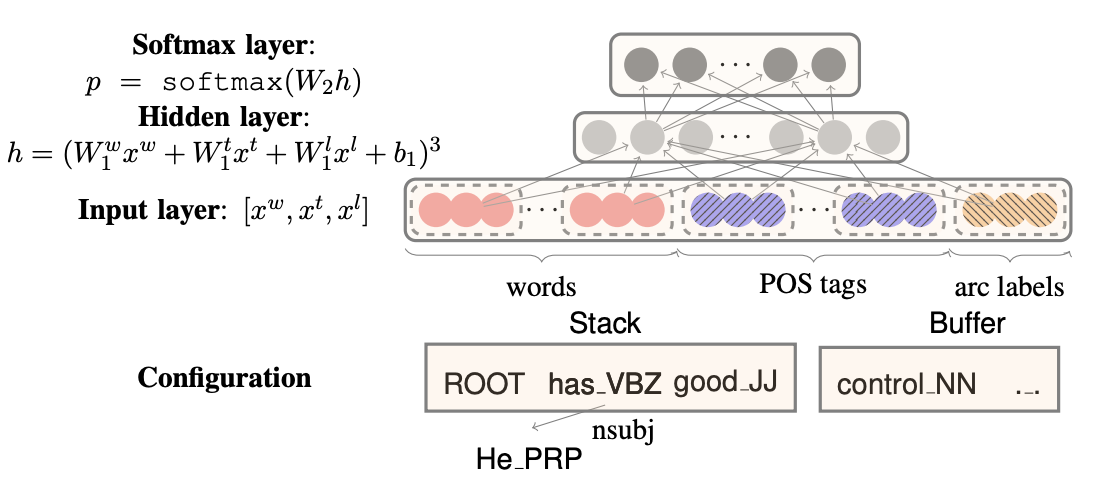 Softmax layer:
p = softmax(W₂h)
Hidden layer:
h = (W₁ʷxʷ + W₁ᵗxᵗ + W₁ˡxˡ + b₁)³
Input layer: [xʷ, xᵗ, xˡ]
···
···
··· ···
words POS tags arc labels
Stack Buffer
Configuration
ROOT has_VBZ good_JJ control_NN ._.
nsubj
He_PRP